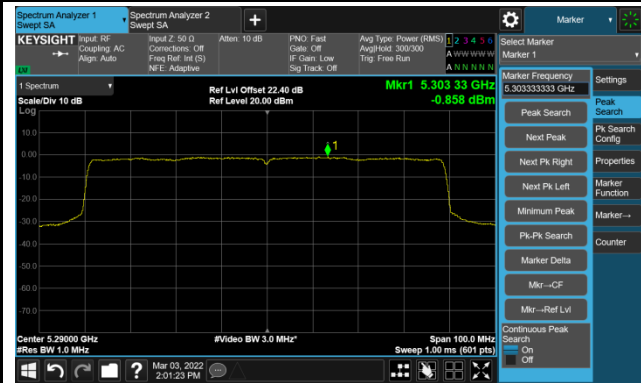 Spectrum Analyzer 1
Swept SA
Spectrum Analyzer 2
Swept SA
+
Marker
KEYSIGHT
Input: RF
Coupling: AC
Align: Auto
Input Z: 50 Ω
Corrections: Off
Freq Ref: Int (S)
NFE: Adaptive
Atten: 10 dB
PNO: Fast
Gate: Off
IF Gain: Low
Sig Track: Off
Avg Type: Power (RMS)
Avg|Hold: 300/300
Trig: Free Run
1 2 3 4 5 6
A W W W W W
A N N N N N
LXI
Select Marker
Marker 1
1 Spectrum
Scale/Div 10 dB
Log
Ref Lvl Offset 22.40 dB
Ref Level 20.00 dBm
Mkr1 5.303 33 GHz
-0.858 dBm
Marker Frequency
5.303333333 GHz
Settings
Peak Search
Next Peak
Next Pk Right
Next Pk Left
Minimum Peak
Pk-Pk Search
Marker Delta
Mkr→CF
Mkr→Ref Lvl
Continuous Peak
Search
On
Off
Peak
Search
Pk Search
Config
Properties
Marker
Function
Marker→
Counter
10.0
0.00
-10.0
-20.0
-30.0
-40.0
-50.0
-60.0
-70.0
1
Center 5.29000 GHz
#Res BW 1.0 MHz
#Video BW 3.0 MHz*
Span 100.0 MHz
Sweep 1.00 ms (601 pts)
?
Mar 03, 2022
2:01:23 PM